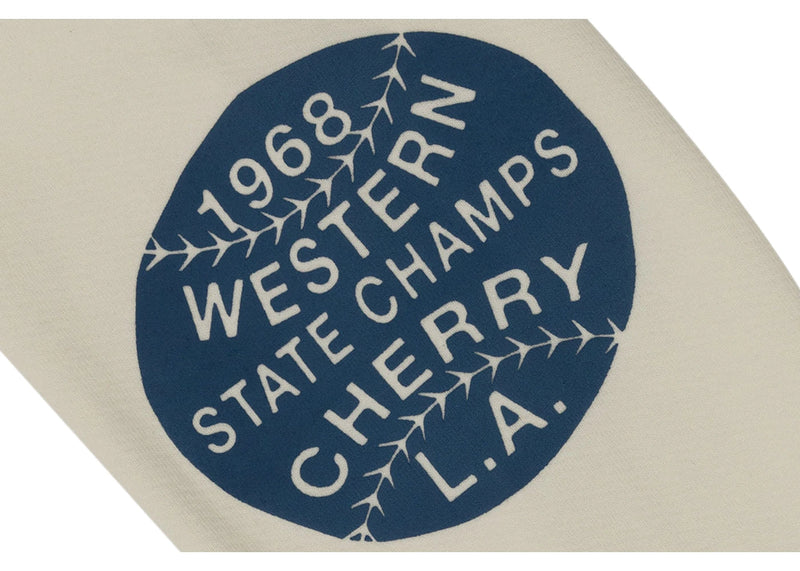 1968
WESTERN
STATE CHAMPS
CHERRY
L.A.